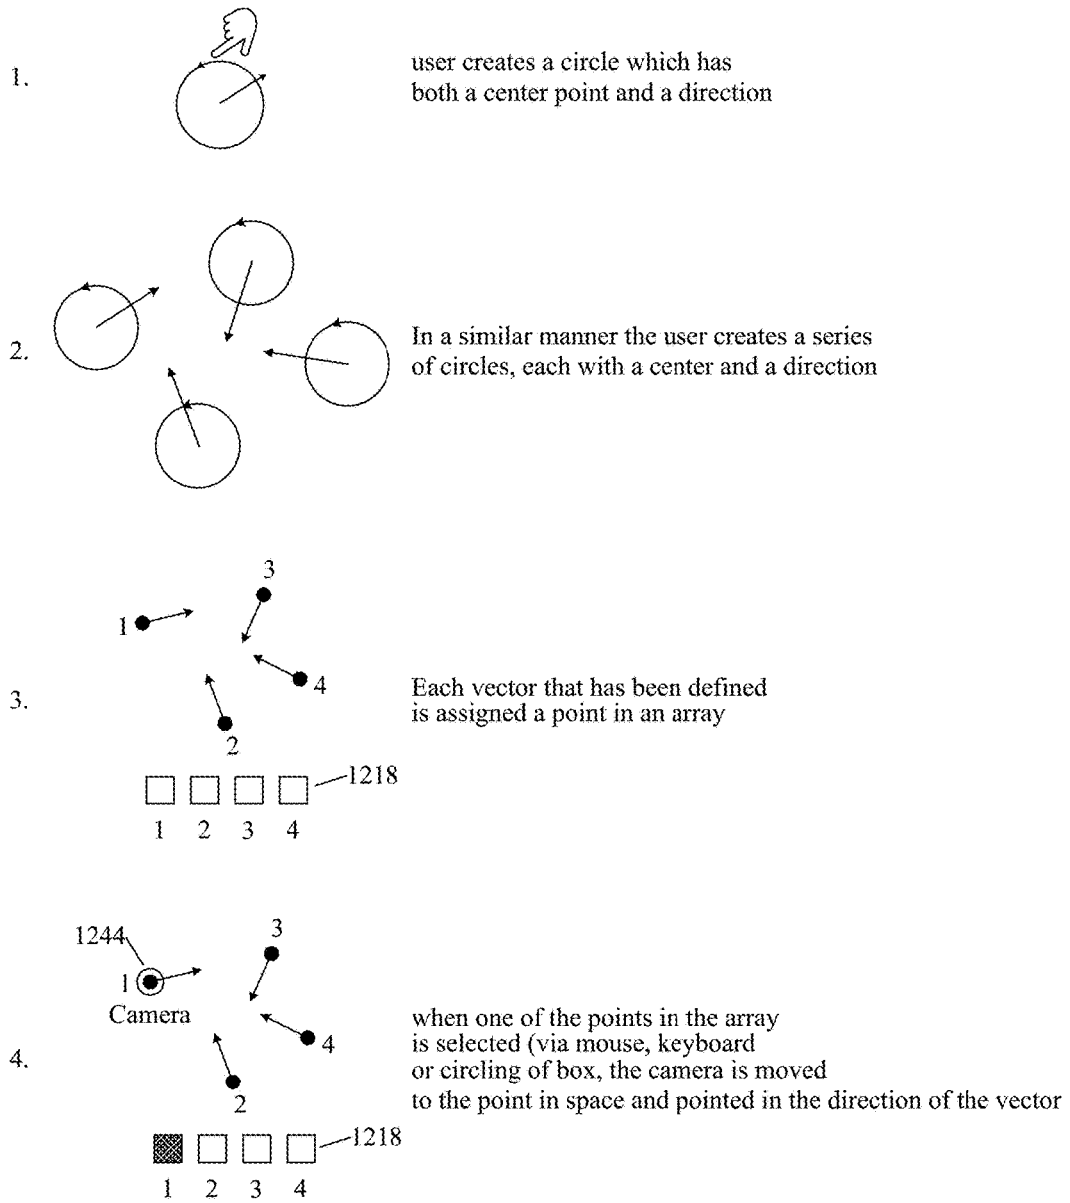 1.
user creates a circle which has
both a center point and a direction
2.
In a similar manner the user creates a series
of circles, each with a center and a direction
3
1
4
3.
Each vector that has been defined
is assigned a point in an array
2
1218
1 2 3 4
3
1244
1
Camera
4
4.
when one of the points in the array
is selected (via mouse, keyboard
or circling of box, the camera is moved
to the point in space and pointed in the direction of the vector
2
1218
1 2 3 4